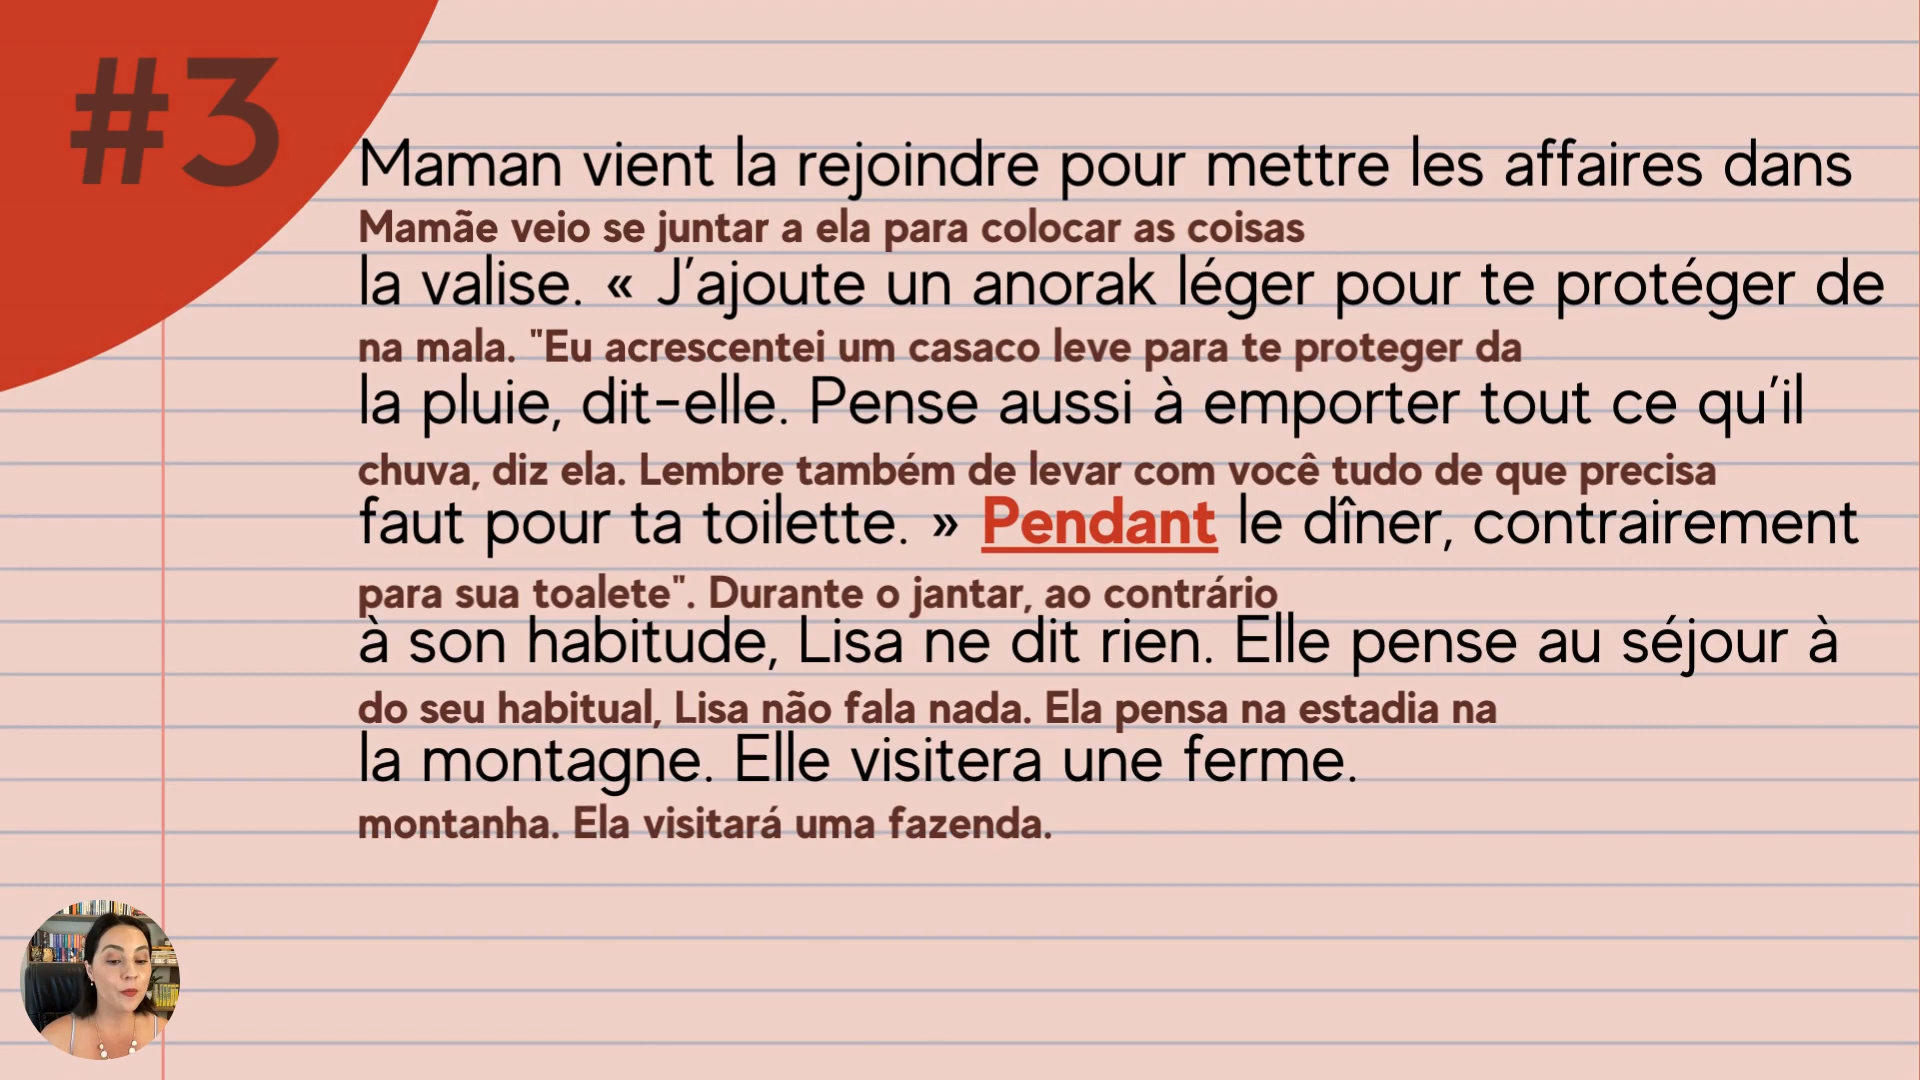 #3
Maman vient la rejoindre pour mettre les affaires dans
Mamãe veio se juntar a ela para colocar as coisas
la valise. « J’ajoute un anorak léger pour te protéger de
na mala. "Eu acrescentei um casaco leve para te proteger da
la pluie, dit-elle. Pense aussi à emporter tout ce qu’il
chuva, diz ela. Lembre também de levar com você tudo de que precisa
faut pour ta toilette. » Pendant le dîner, contrairement
para sua toalete". Durante o jantar, ao contrário
à son habitude, Lisa ne dit rien. Elle pense au séjour à
do seu habitual, Lisa não fala nada. Ela pensa na estadia na
la montagne. Elle visitera une ferme.
montanha. Ela visitará uma fazenda.